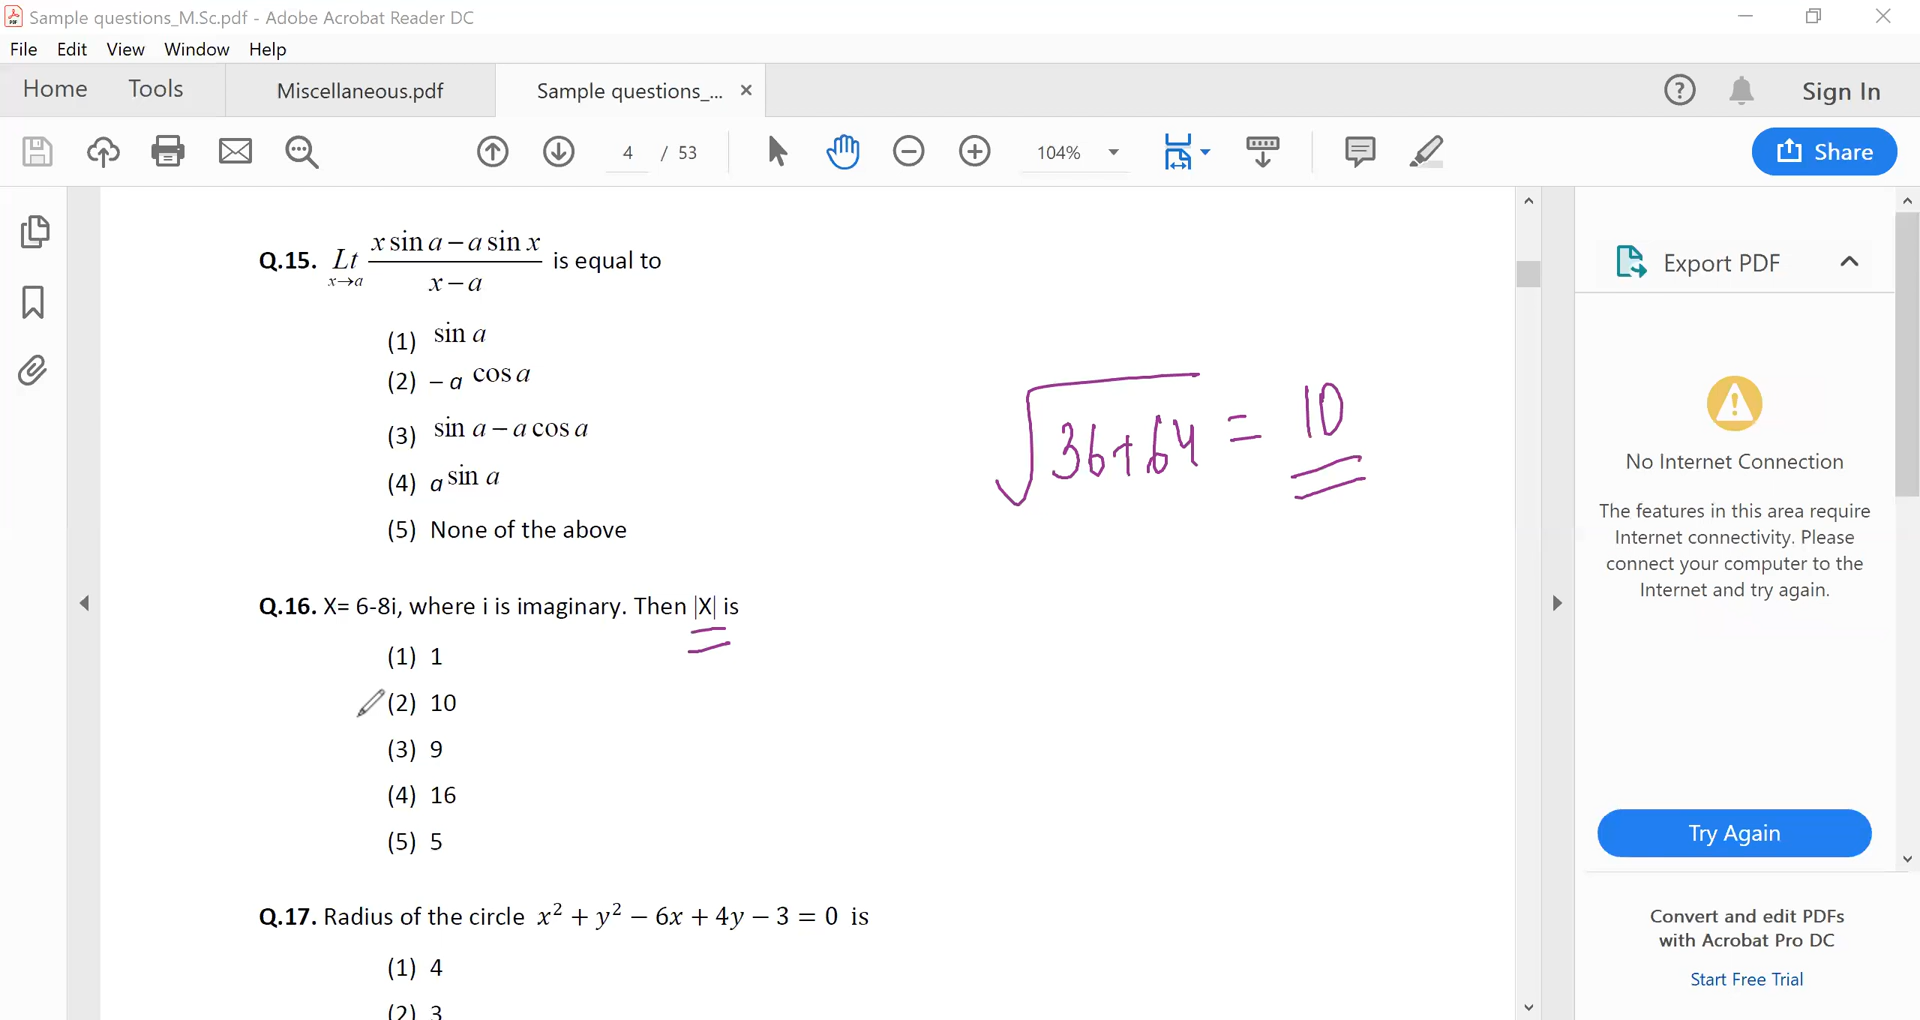 Sample questions_M.Sc.pdf - Adobe Acrobat Reader DC
File Edit View Window Help
Home Tools Miscellaneous.pdf Sample questions_... × Sign In
4 / 53 104% Share
Q.15. Lt x→a (x sin a – a sin x)/(x – a) is equal to
(1) sin a
(2) – a cos a
(3) sin a – a cos a
(4) a sin a
(5) None of the above
√36+64 = 10
Q.16. X= 6-8i, where i is imaginary. Then |X| is
(1) 1
(2) 10
(3) 9
(4) 16
(5) 5
Q.17. Radius of the circle x² + y² − 6x + 4y − 3 = 0 is
(1) 4
(2) 3
Export PDF
No Internet Connection
The features in this area require
Internet connectivity. Please
connect your computer to the
Internet and try again.
Try Again
Convert and edit PDFs
with Acrobat Pro DC
Start Free Trial